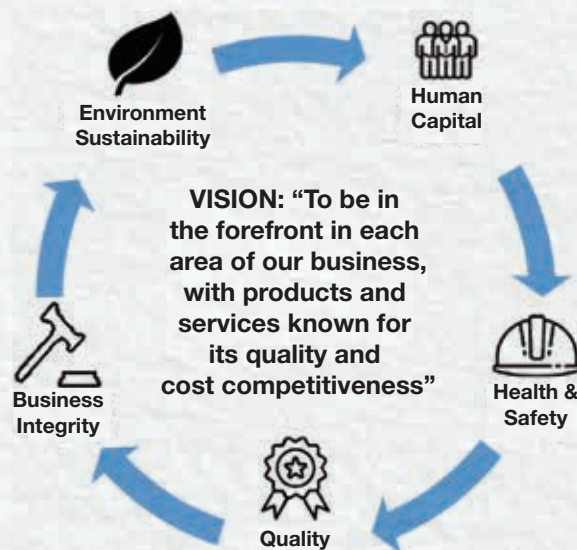 Environment
Sustainability
Human
Capital
VISION: “To be in
the forefront in each
area of our business,
with products and
services known for
its quality and
cost competitiveness”
Business
Integrity
Health &
Safety
Quality